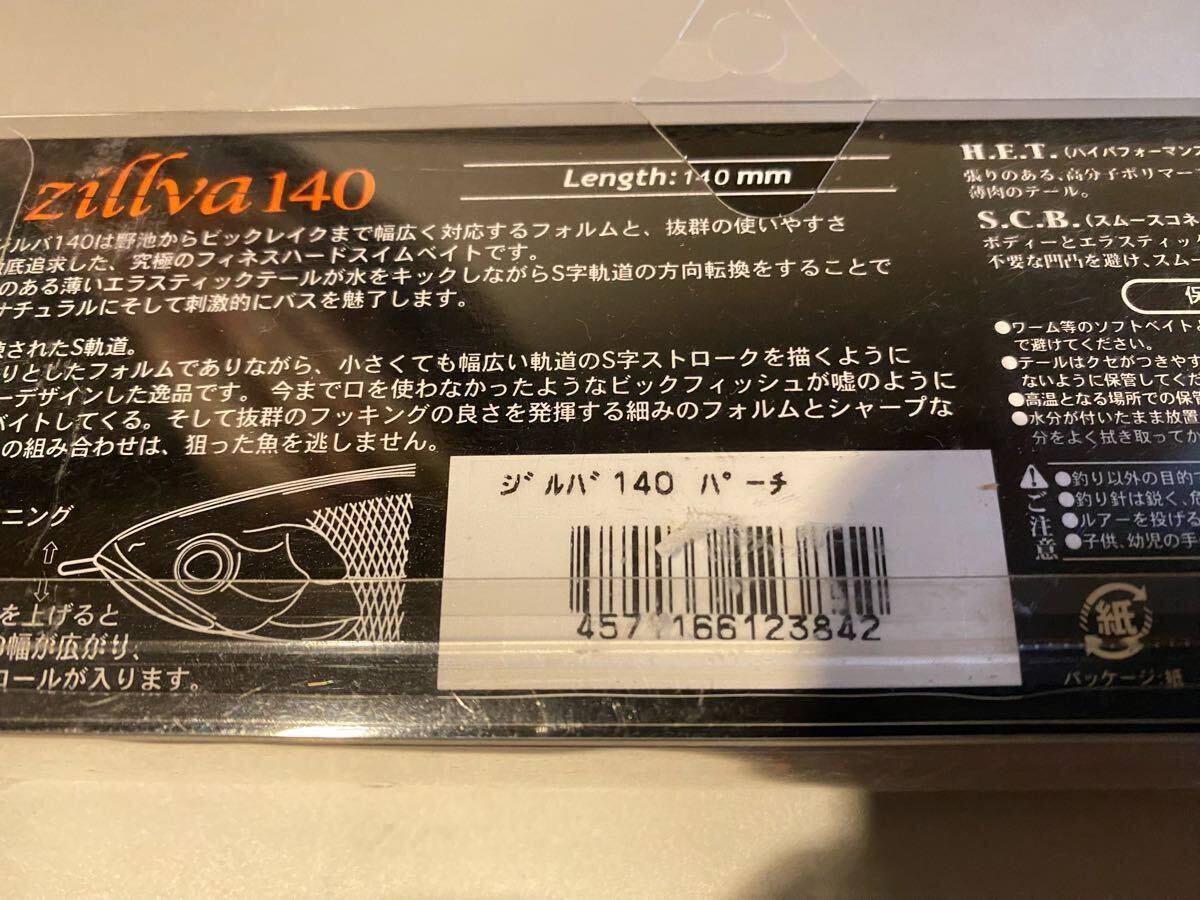 zillva140
Length: 140 mm
ルバ140は野池からビックレイクまで幅広く対応するフォルムと、抜群の使いやすさ
底追求した、究極のフィネスハードスイムベイトです。
のある薄いエラスティックテールが水をキックしながらS字軌道の方向転換をすることで
ナチュラルにそして刺激的にバスを魅了します。
されたS軌道。
りとしたフォルムでありながら、小さくても幅広い軌道のS字ストロークを描くように
ーデザインした逸品です。今まで口を使わなかったようなビックフィッシュが嘘のように
バイトしてくる。そして抜群のフッキングの良さを発揮する細みのフォルムとシャープな
の組み合わせは、狙った魚を逃しません。
ニング
を上げると
の幅が広がり、
ロールが入ります。
ジルバ140 パーチ
457 166123842
H.E.T. (ハイパフォーマンス
張りのある、高分子ポリマー
薄肉のテール。
S.C.B. (スムースコネ
ボディーとエラスティッ
不要な凹凸を避け、スムー
保
●ワーム等のソフトベイト
で避けてください。
●テールはクセがつきやす
ないように保管してくだ
●高温となる場所での保管
●水分が付いたまま放置
分をよく拭き取ってか
ご注意
●釣り以外の目的で
●釣り針は鋭く、危
●ルアーを投げる
●子供、幼児の手
紙
パッケージ:紙